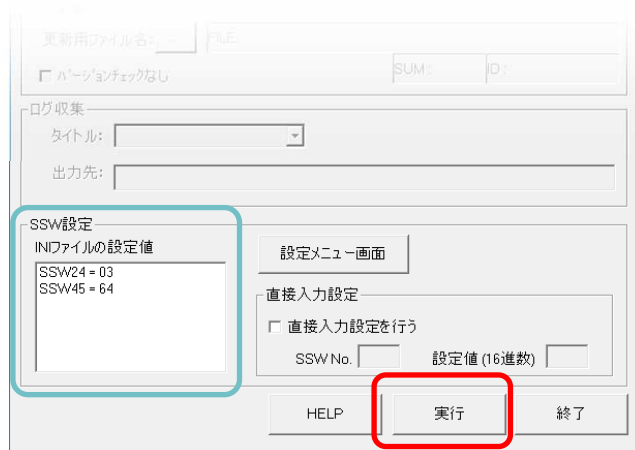 更新用ファイル名:
FILE:
バージョンチェックなし
SUM:
ID:
ログ収集
タイトル:
出力先:
SSW設定
INIファイルの設定値
SSW24 = 03
SSW45 = 64
設定メニュー画面
直接入力設定
直接入力設定を行う
SSW No.
設定値(16進数)
HELP
実行
終了